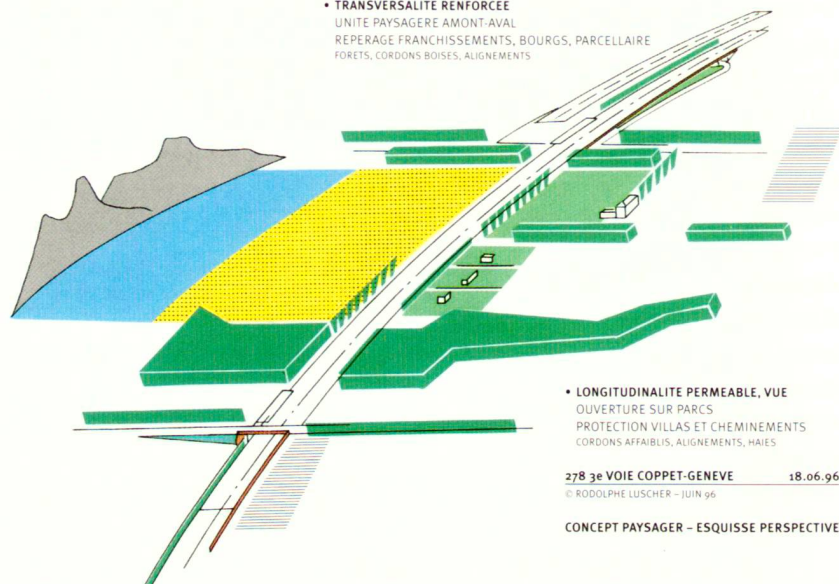 • TRANSVERSALITE RENFORCEE
UNITE PAYSAGERE AMONT-AVAL
REPERAGE FRANCHISSEMENTS, BOURGS, PARCELLAIRE
FORETS, CORDONS BOISES, ALIGNEMENTS
• LONGITUDINALITE PERMEABLE, VUE
OUVERTURE SUR PARCS
PROTECTION VILLAS ET CHEMINEMENTS
CORDONS AFFAIBLIS, ALIGNEMENTS, HAIES
278 3e VOIE COPPET-GENEVE 18.06.96
© RODOLPHE LUSCHER – JUIN 96
CONCEPT PAYSAGER – ESQUISSE PERSPECTIVE